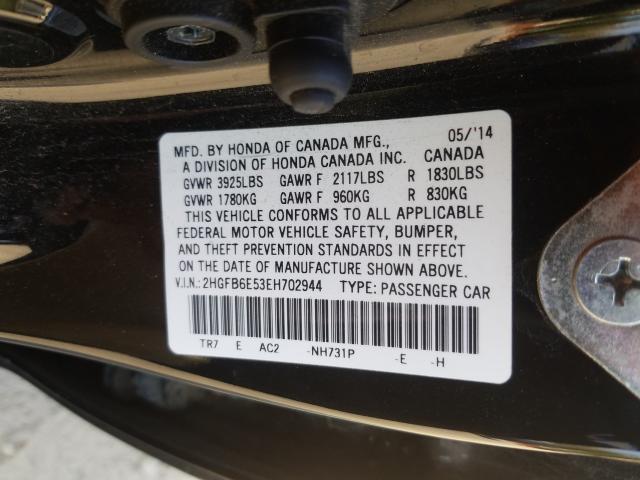 MFD. BY HONDA OF CANADA MFG., 05/'14
A DIVISION OF HONDA CANADA INC. CANADA
GVWR 3925LBS GAWR F 2117LBS R 1830LBS
GVWR 1780KG GAWR F 960KG R 830KG
THIS VEHICLE CONFORMS TO ALL APPLICABLE
FEDERAL MOTOR VEHICLE SAFETY, BUMPER,
AND THEFT PREVENTION STANDARDS IN EFFECT
ON THE DATE OF MANUFACTURE SHOWN ABOVE.
V.I.N.: 2HGFB6E53EH702944 TYPE: PASSENGER CAR
TR7 E AC2 -NH731P -E -H